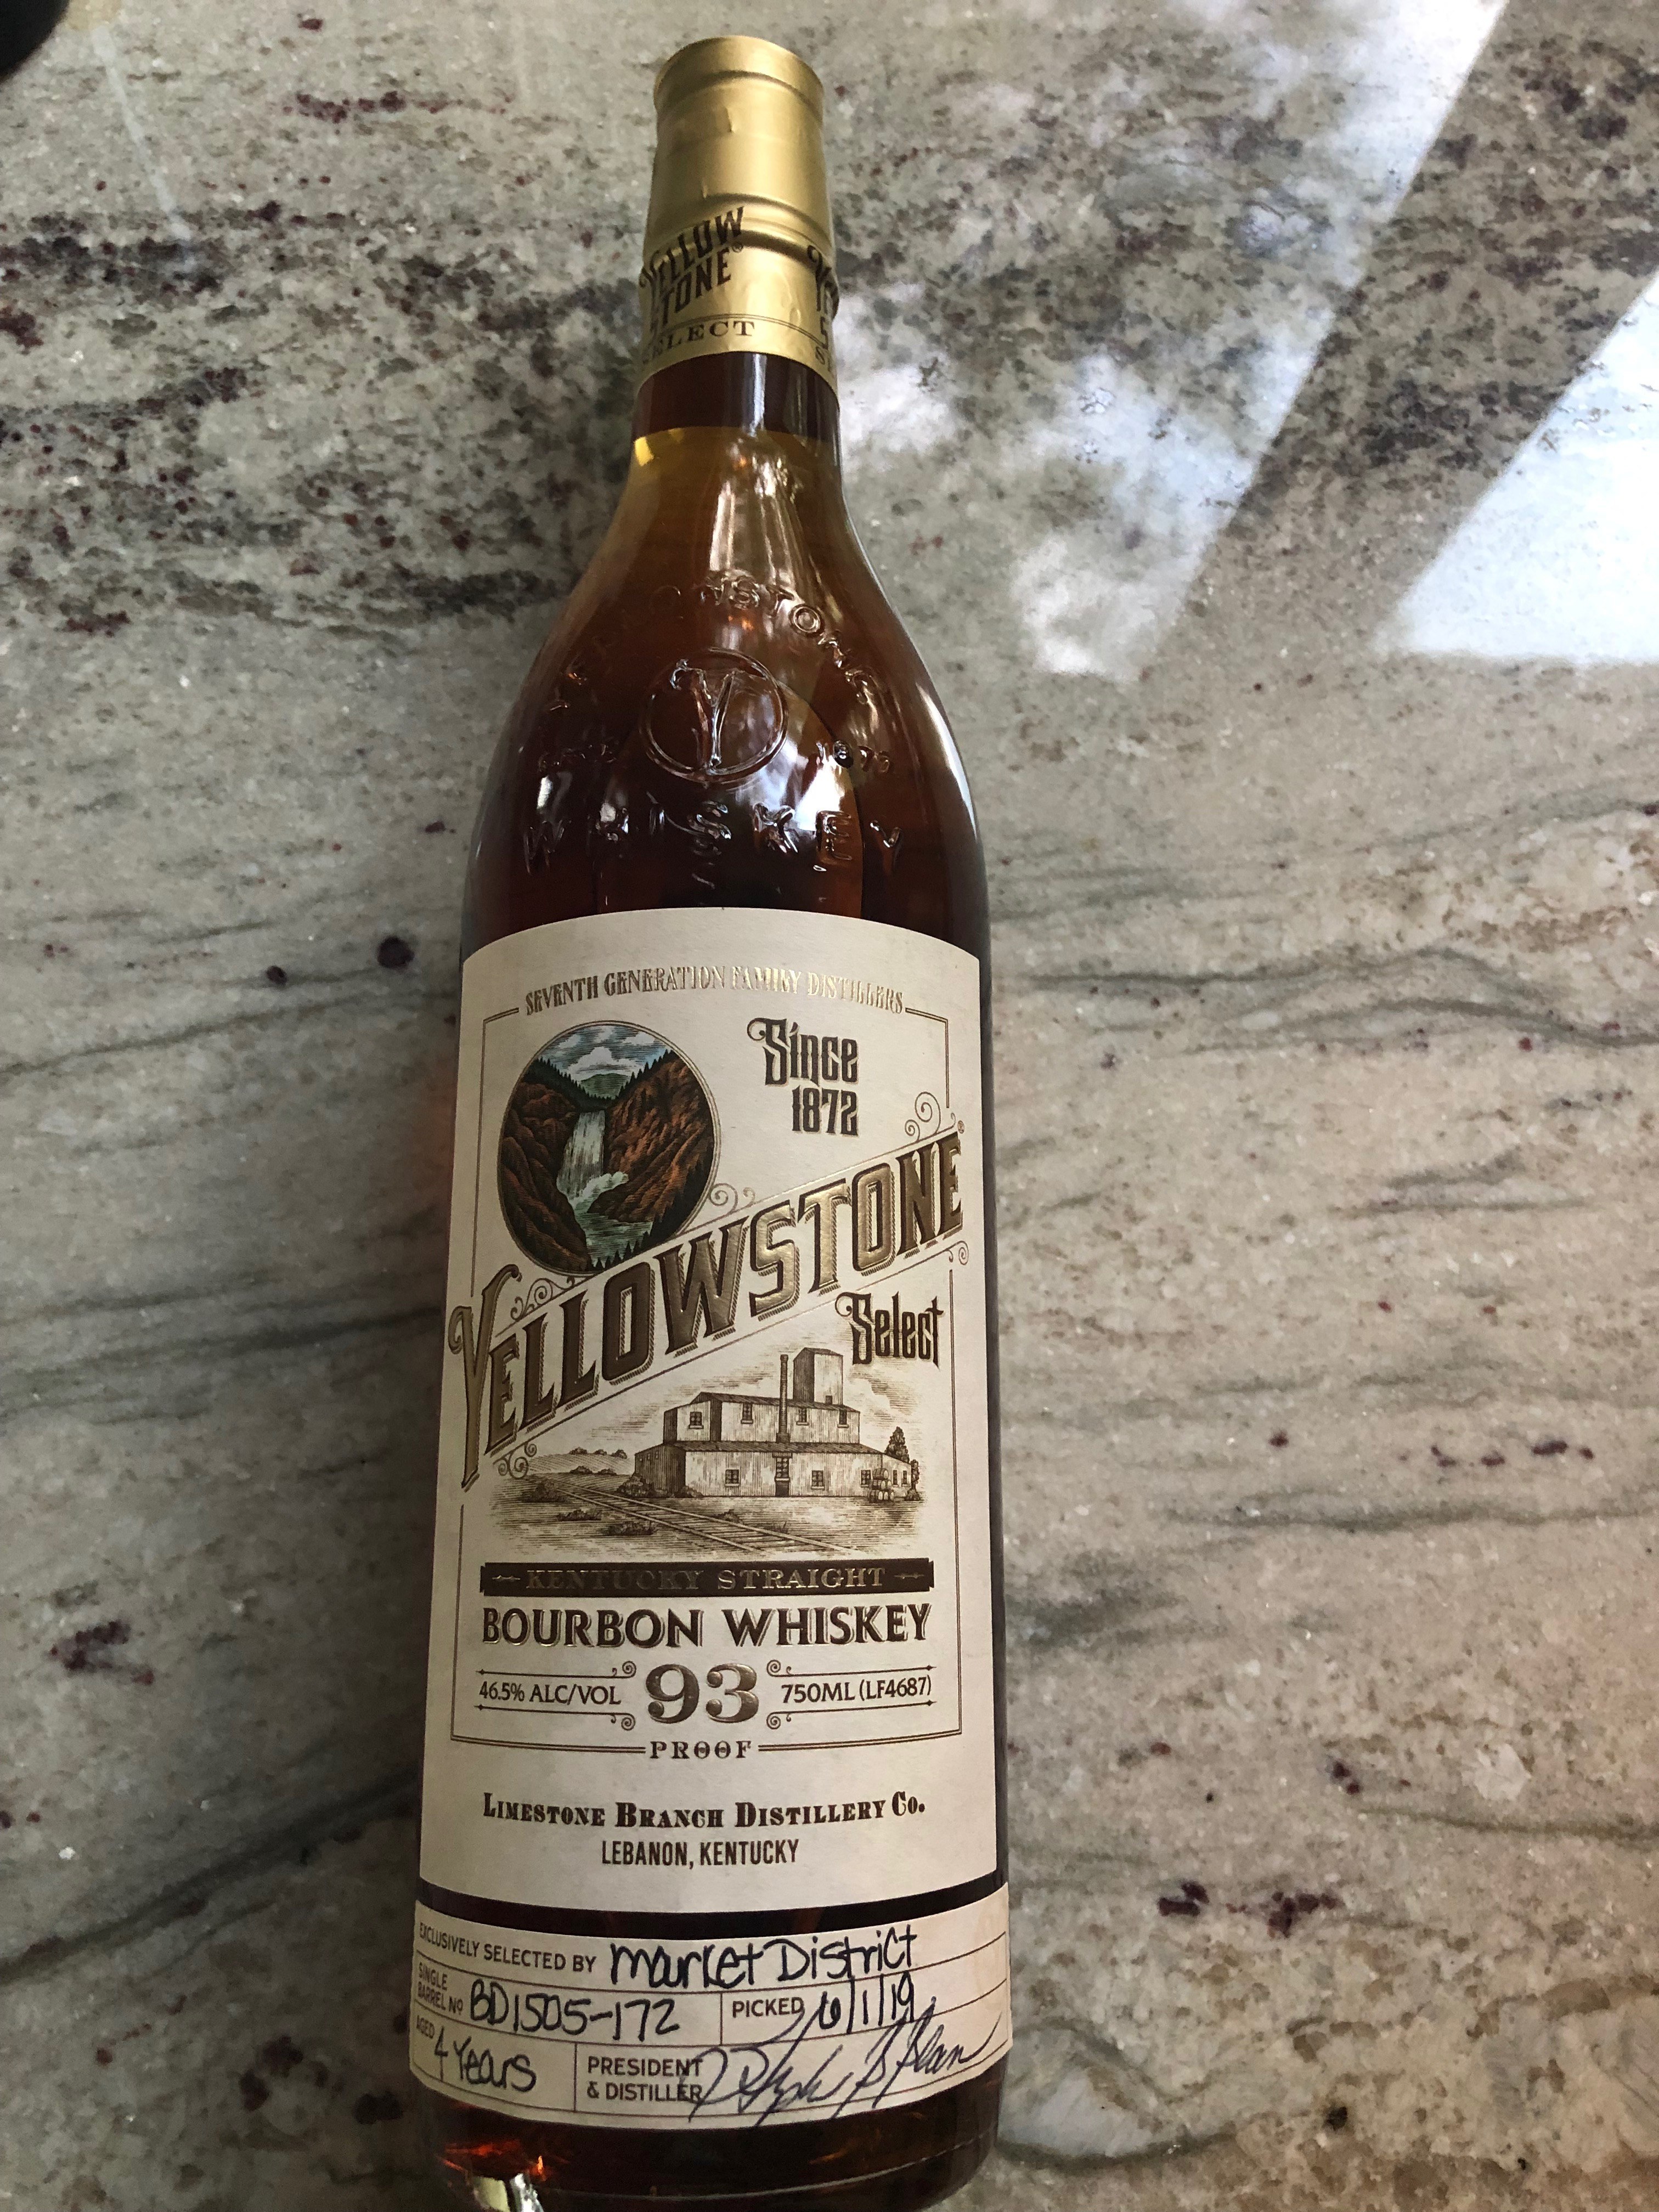 YELLOW
STONE®
SELECT
YELLOWSTONE
WHISKEY
SEVENTH GENERATION FAMILY DISTILLERS
Since
1872
YELLOWSTONE®
Select
KENTUCKY STRAIGHT
BOURBON WHISKEY
46.5% ALC/VOL 93 750ML (LF4687)
PROOF
LIMESTONE BRANCH DISTILLERY CO.
LEBANON, KENTUCKY
EXCLUSIVELY SELECTED BY Market District
SINGLE BARREL Nº BD1505-172 PICKED 6/1/19
AGED 4 Years PRESIDENT & DISTILLER